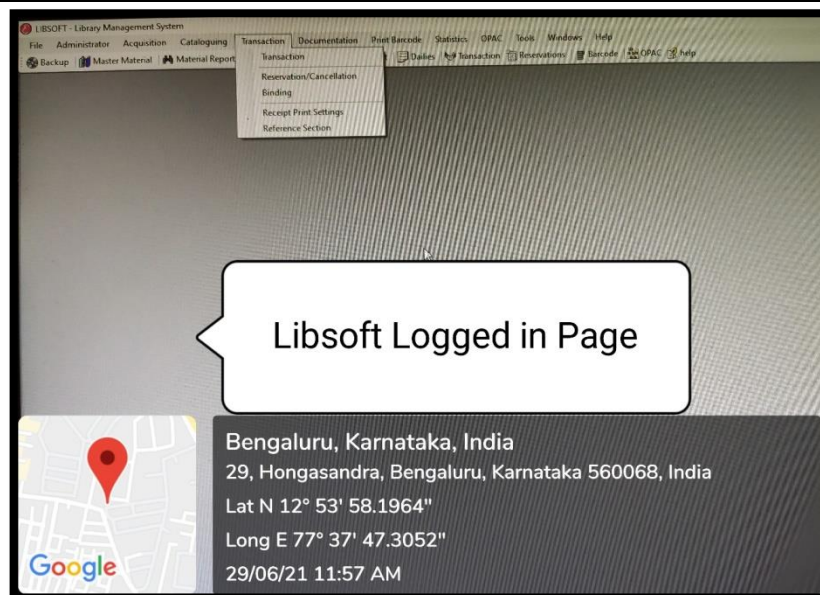 LIBSOFT - Library Management System
File Administrator Acquisition Cataloguing Transaction Documentation Print Barcode Statistics OPAC Tools Windows Help
Backup Master Material Material Report Dailies Transaction Reservations Barcode OPAC help
Transaction
Reservation/Cancellation
Binding
Receipt Print Settings
Reference Section
Libsoft Logged in Page
Bengaluru, Karnataka, India
29, Hongasandra, Bengaluru, Karnataka 560068, India
Lat N 12° 53' 58.1964"
Long E 77° 37' 47.3052"
29/06/21 11:57 AM
Google